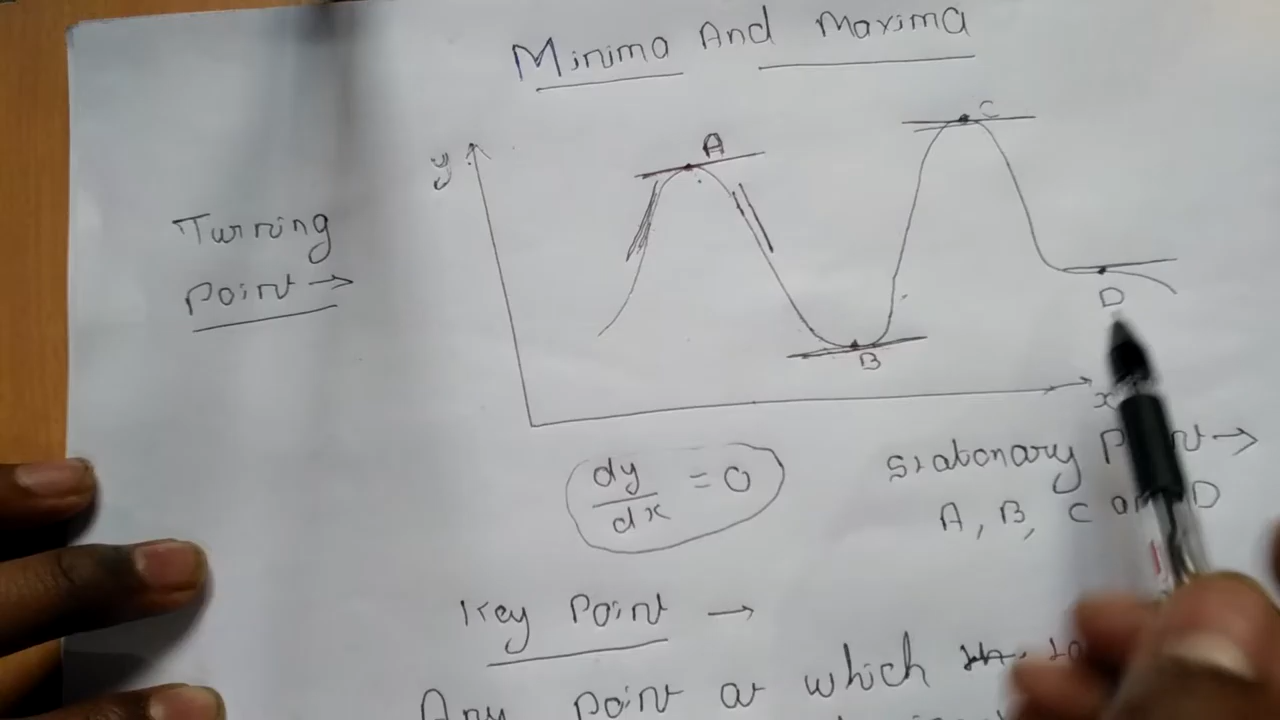 Minima And Maxima
y
A
C
Turning
Point →
D
B
x
dy/dx = 0
Stationary P →
A, B, C D
Key Point →
Any point at which